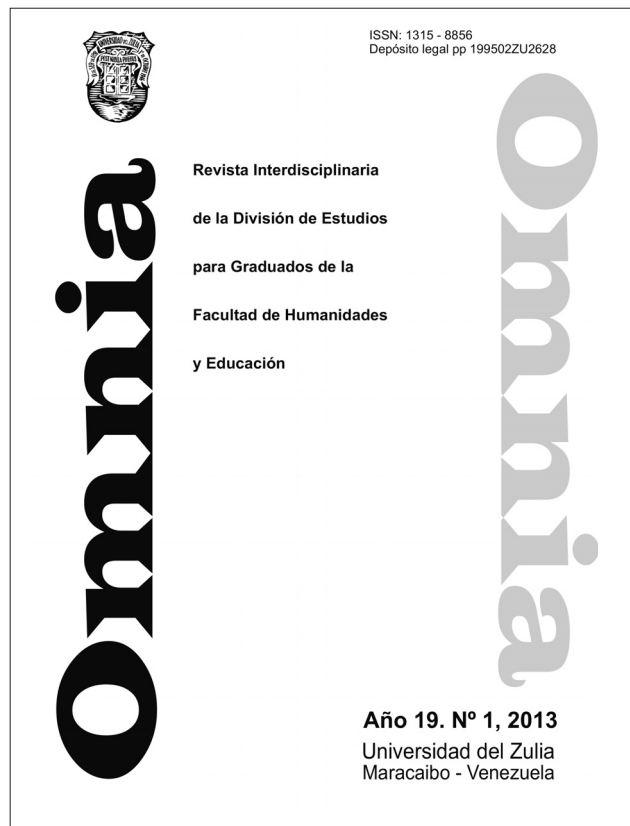 ISSN: 1315 - 8856
Depósito legal pp 199502ZU2628
Omnia
Revista Interdisciplinaria
de la División de Estudios
para Graduados de la
Facultad de Humanidades
y Educación
Omnia
Año 19. Nº 1, 2013
Universidad del Zulia
Maracaibo - Venezuela